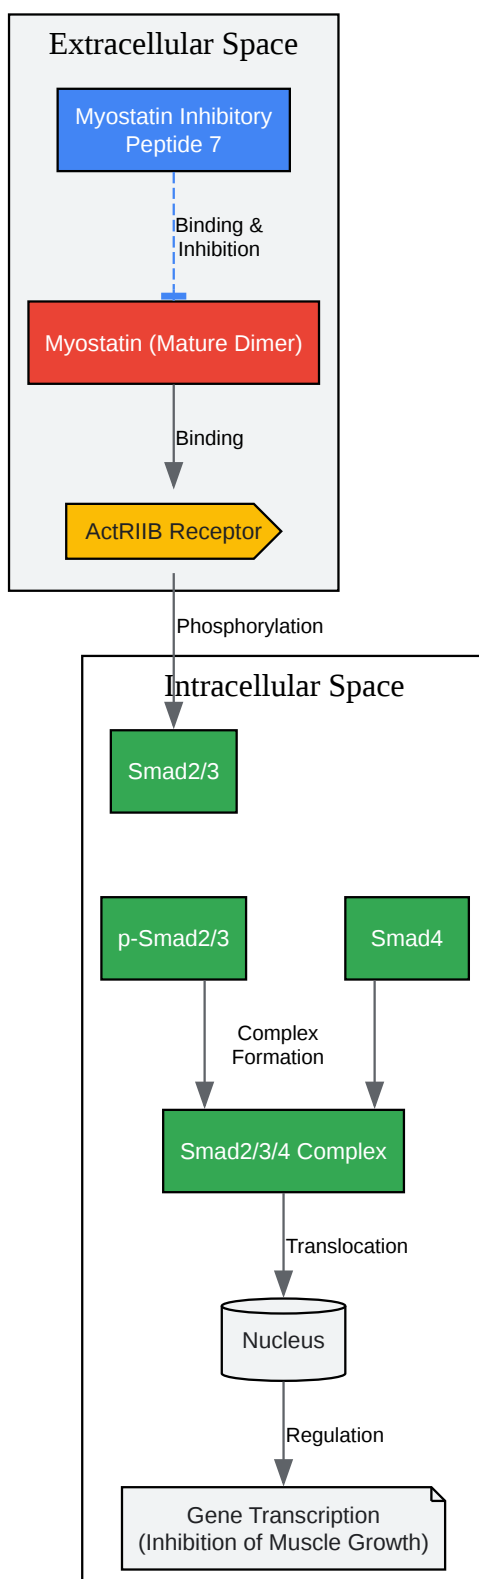 Extracellular Space
Myostatin Inhibitory
Peptide 7
Binding &
Inhibition
Myostatin (Mature Dimer)
Binding
ActRIIB Receptor
Phosphorylation
Intracellular Space
Smad2/3
p-Smad2/3
Smad4
Complex
Formation
Smad2/3/4 Complex
Translocation
Nucleus
Regulation
Gene Transcription
(Inhibition of Muscle Growth)